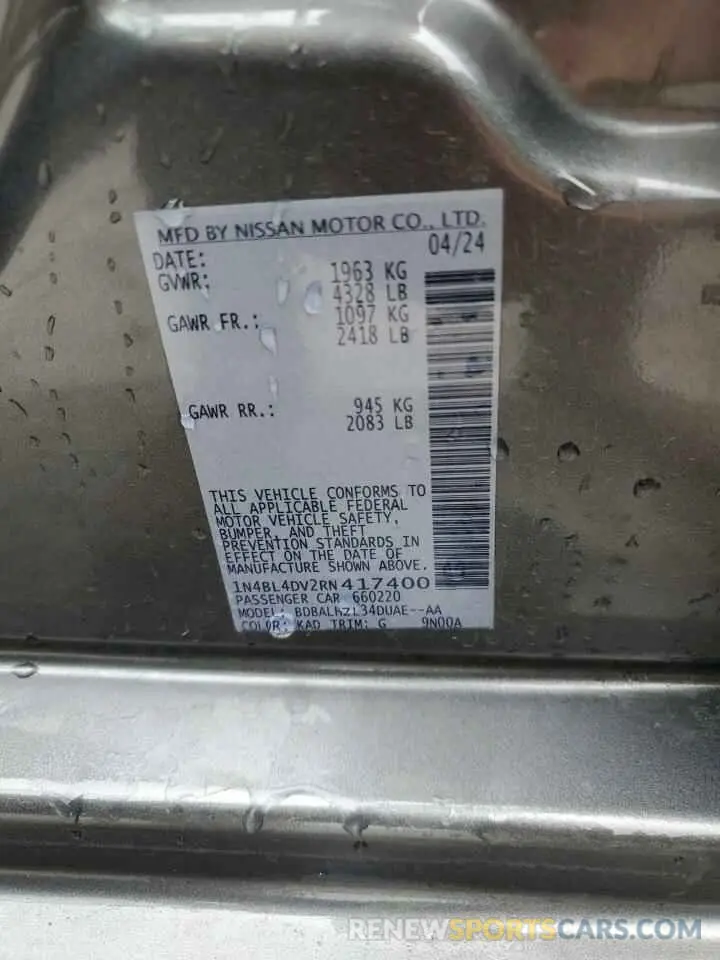 MFD BY NISSAN MOTOR CO., LTD.
DATE: 04/24
GVWR: 1963 KG
4328 LB
GAWR FR.: 1097 KG
2418 LB
GAWR RR.: 945 KG
2083 LB
THIS VEHICLE CONFORMS TO
ALL APPLICABLE FEDERAL
MOTOR VEHICLE SAFETY,
BUMPER, AND THEFT
PREVENTION STANDARDS IN
EFFECT ON THE DATE OF
MANUFACTURE SHOWN ABOVE.
1N4BL4DV2RN417400
PASSENGER CAR 660220
MODEL: --AA
COLOR: KAD TRIM: G 9N00A
RENEWSPORTSCARS.COM